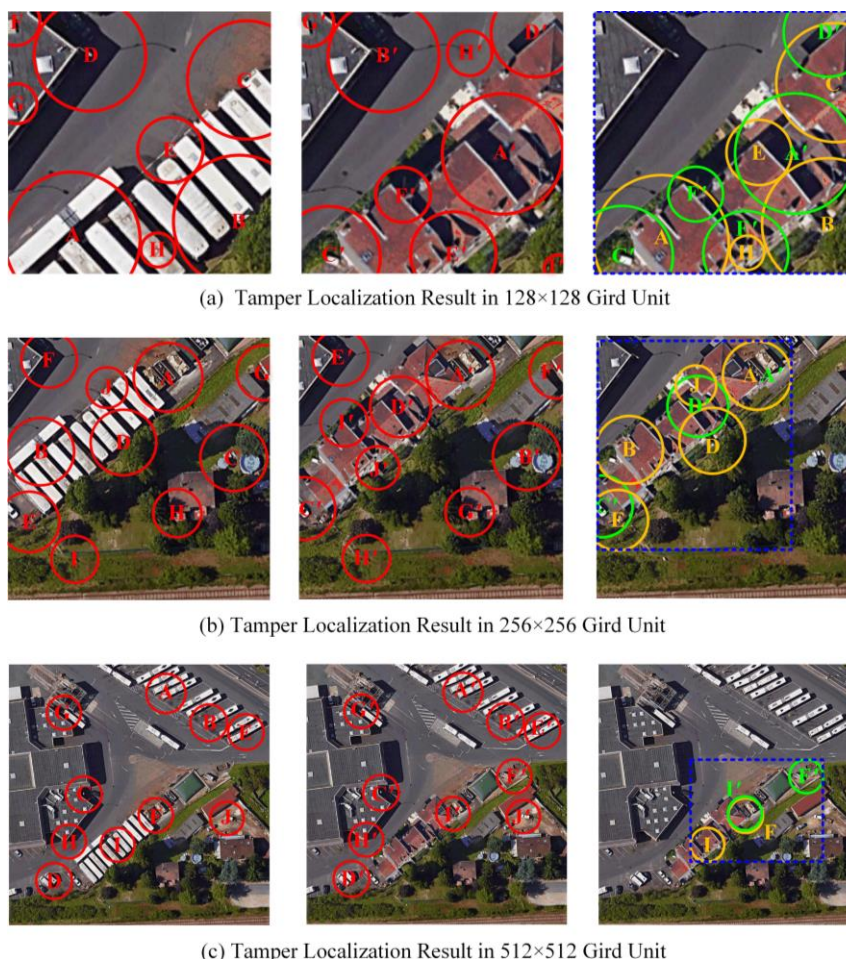 D
C
G
E
A
B
H
B'
H'
D'
A'
F'
C'
E'
D'
C
E
A'
F'
A
B
C'
H
(a) Tamper Localization Result in 128×128 Gird Unit
F
A
G
B
D
C
E
H
I
E'
A'
D'
I'
B'
G'
H'
A
A'
D'
B
D
E
(b) Tamper Localization Result in 256×256 Gird Unit
A
G
B
E
C
F
J
H
I
D
A'
G'
B'
E'
F'
C'
J'
H'
D'
F'
I'
F
I
(c) Tamper Localization Result in 512×512 Gird Unit